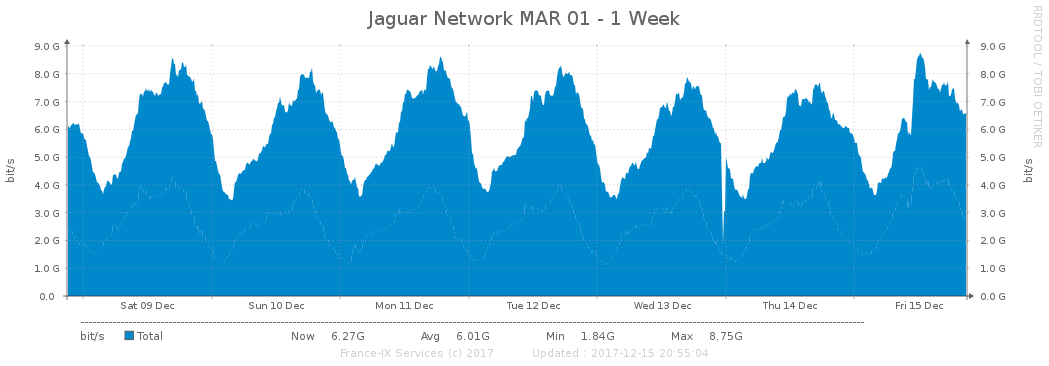 Jaguar Network MAR 01 - 1 Week
RRDTOOL / TOBI OETIKER
bit/s
9.0 G 9.0 G
8.0 G 8.0 G
7.0 G 7.0 G
6.0 G 6.0 G
5.0 G 5.0 G
4.0 G 4.0 G
3.0 G 3.0 G
2.0 G 2.0 G
1.0 G 1.0 G
0.0 0.0 G
bit/s
Sat 09 Dec Sun 10 Dec Mon 11 Dec Tue 12 Dec Wed 13 Dec Thu 14 Dec Fri 15 Dec
bit/s Total Now 6.27G Avg 6.01G Min 1.84G Max 8.75G
France-IX Services (c) 2017 Updated : 2017-12-15 20:55:04